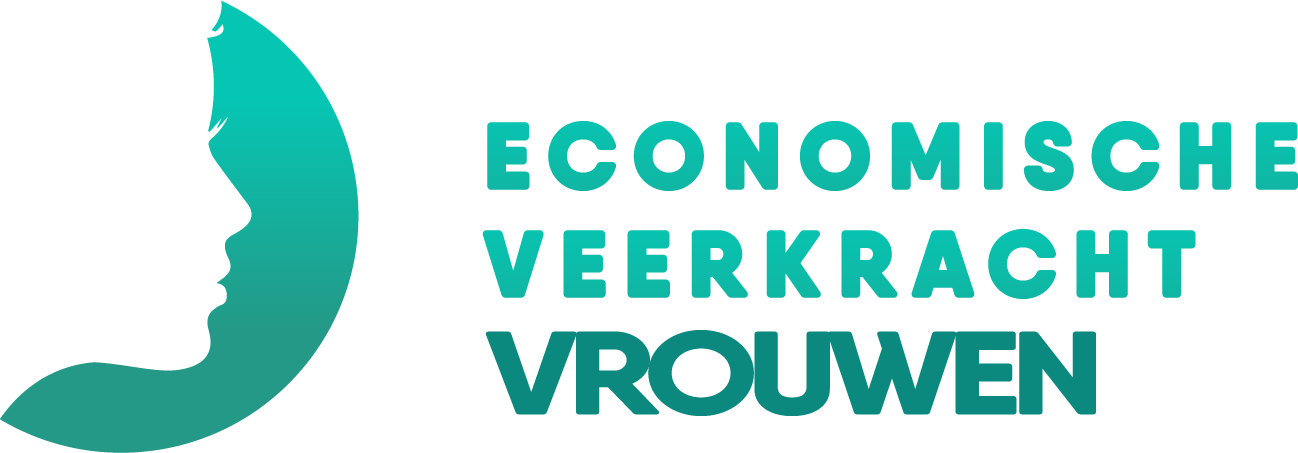 ECONOMISCHE
VEERKRACHT
VROUWEN